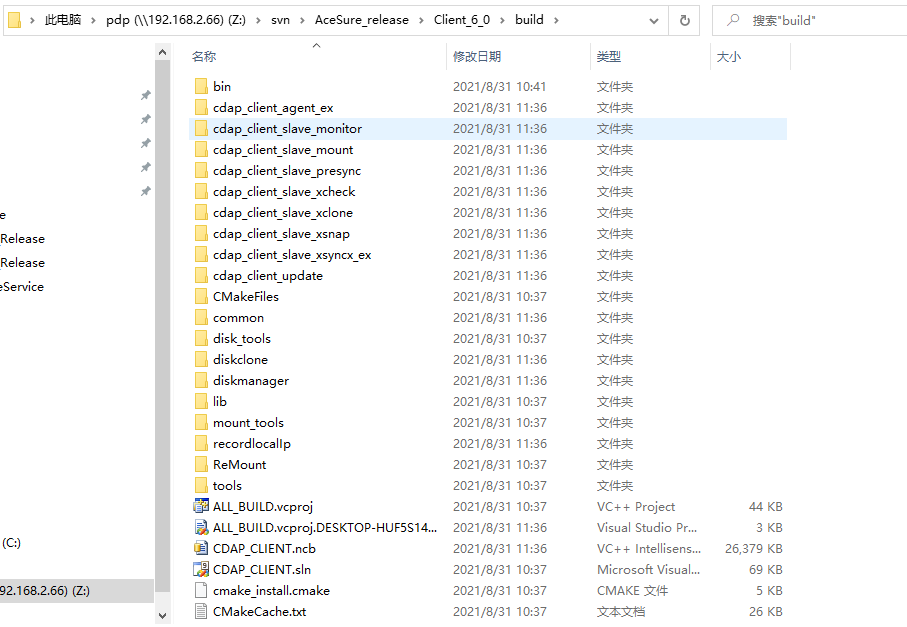 此电脑 pdp (\\192.168.2.66) (Z:) svn AceSure_release Client_6_0 build 搜索"build"
名称 修改日期 类型 大小
bin 2021/8/31 10:41 文件夹
cdap_client_agent_ex 2021/8/31 11:36 文件夹
cdap_client_slave_monitor 2021/8/31 11:36 文件夹
cdap_client_slave_mount 2021/8/31 11:36 文件夹
cdap_client_slave_presync 2021/8/31 11:36 文件夹
cdap_client_slave_xcheck 2021/8/31 11:36 文件夹
e
cdap_client_slave_xclone 2021/8/31 11:36 文件夹
Release
cdap_client_slave_xsnap 2021/8/31 11:36 文件夹
cdap_client_slave_xsyncx_ex 2021/8/31 11:36 文件夹
Release
cdap_client_update 2021/8/31 11:36 文件夹
eService
CMakeFiles 2021/8/31 10:37 文件夹
common 2021/8/31 11:36 文件夹
disk_tools 2021/8/31 10:37 文件夹
diskclone 2021/8/31 11:36 文件夹
diskmanager 2021/8/31 11:36 文件夹
lib 2021/8/31 10:37 文件夹
mount_tools 2021/8/31 10:37 文件夹
recordlocalIp 2021/8/31 11:36 文件夹
ReMount 2021/8/31 10:37 文件夹
tools 2021/8/31 10:37 文件夹
ALL_BUILD.vcproj 2021/8/31 10:37 VC++ Project 44 KB
ALL_BUILD.vcproj.DESKTOP-HUF5S14... 2021/8/31 11:36 Visual Studio Pr... 3 KB
(C:)
CDAP_CLIENT.ncb 2021/8/31 11:36 VC++ Intellisens... 26,379 KB
CDAP_CLIENT.sln 2021/8/31 10:37 Microsoft Visual... 69 KB
92.168.2.66) (Z:)
cmake_install.cmake 2021/8/31 10:37 CMAKE 文件 5 KB
CMakeCache.txt 2021/8/31 10:37 文本文档 26 KB